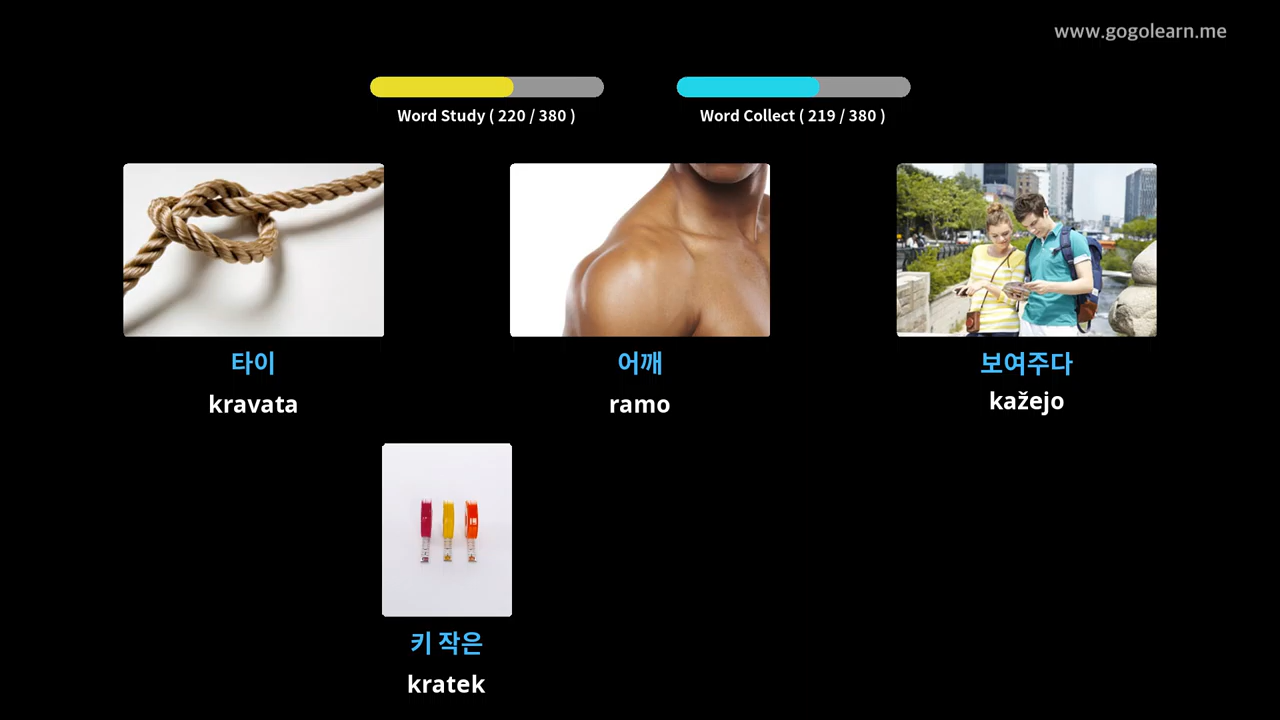 www.gogolearn.me
Word Study ( 220 / 380 )
Word Collect ( 219 / 380 )
타이
kravata
어깨
ramo
보여주다
kažejo
키 작은
kratek